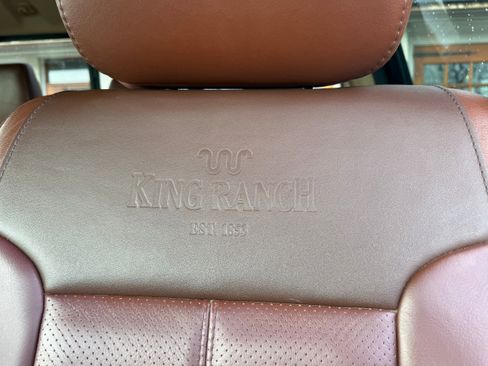 KING RANCH
EST. 1853